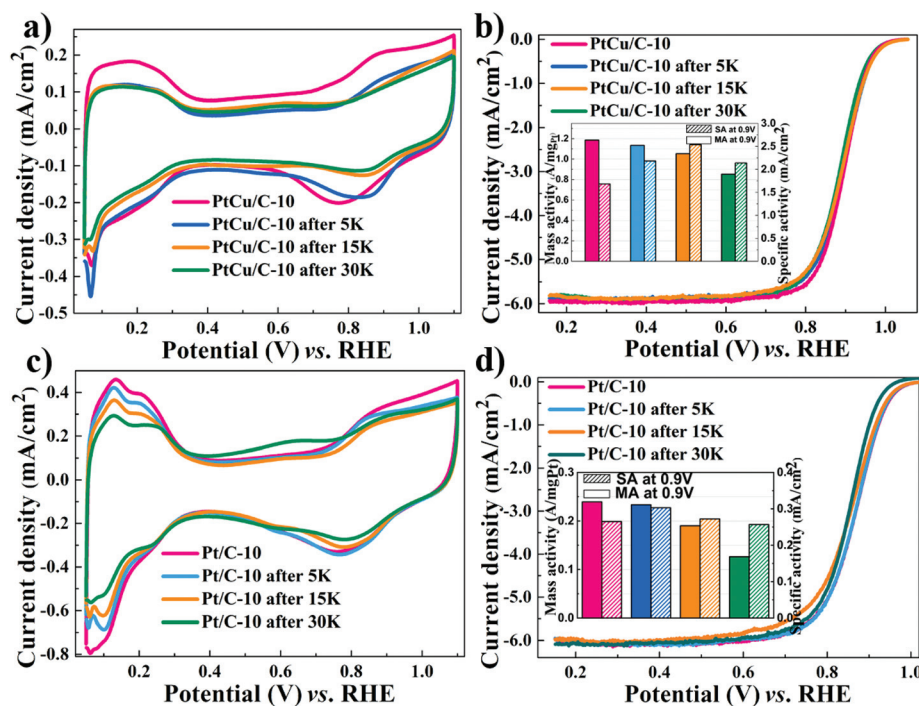 a)
Current density (mA/cm²)
0.2
0.1
0.0
-0.1
-0.2
-0.3
-0.4
-0.5
PtCu/C-10
PtCu/C-10 after 5K
PtCu/C-10 after 15K
PtCu/C-10 after 30K
0.2 0.4 0.6 0.8 1.0
Potential (V) vs. RHE
b)
Current density (mA/cm²)
0.0
-1.0
-2.0
-3.0
-4.0
-5.0
-6.0
PtCu/C-10
PtCu/C-10 after 5K
PtCu/C-10 after 15K
PtCu/C-10 after 30K
Mass activity A/mgPt
1.2
1.0
0.8
0.6
0.4
0.2
0.0
SA at 0.9V
MA at 0.9V
3.0
2.5
2.0
1.5
1.0
0.5
0.0
Specific activity (mA/cm²)
0.2 0.4 0.6 0.8 1.0
Potential (V) vs. RHE
c)
Current density (mA/cm²)
0.4
0.2
0.0
-0.2
-0.4
-0.6
-0.8
Pt/C-10
Pt/C-10 after 5K
Pt/C-10 after 15K
Pt/C-10 after 30K
0.2 0.4 0.6 0.8 1.0
Potential (V) vs. RHE
d)
Current density (mA/cm²)
0.0
-1.0
-2.0
-3.0
-4.0
-5.0
-6.0
Pt/C-10
Pt/C-10 after 5K
Pt/C-10 after 15K
Pt/C-10 after 30K
Mass activity (A/mgPt)
0.3
0.2
0.1
0.0
SA at 0.9V
MA at 0.9V
0.4
0.3
0.2
0.1
0.0
Specific activity (mA/cm²)
0.2 0.4 0.6 0.8 1.0
Potential (V) vs. RHE